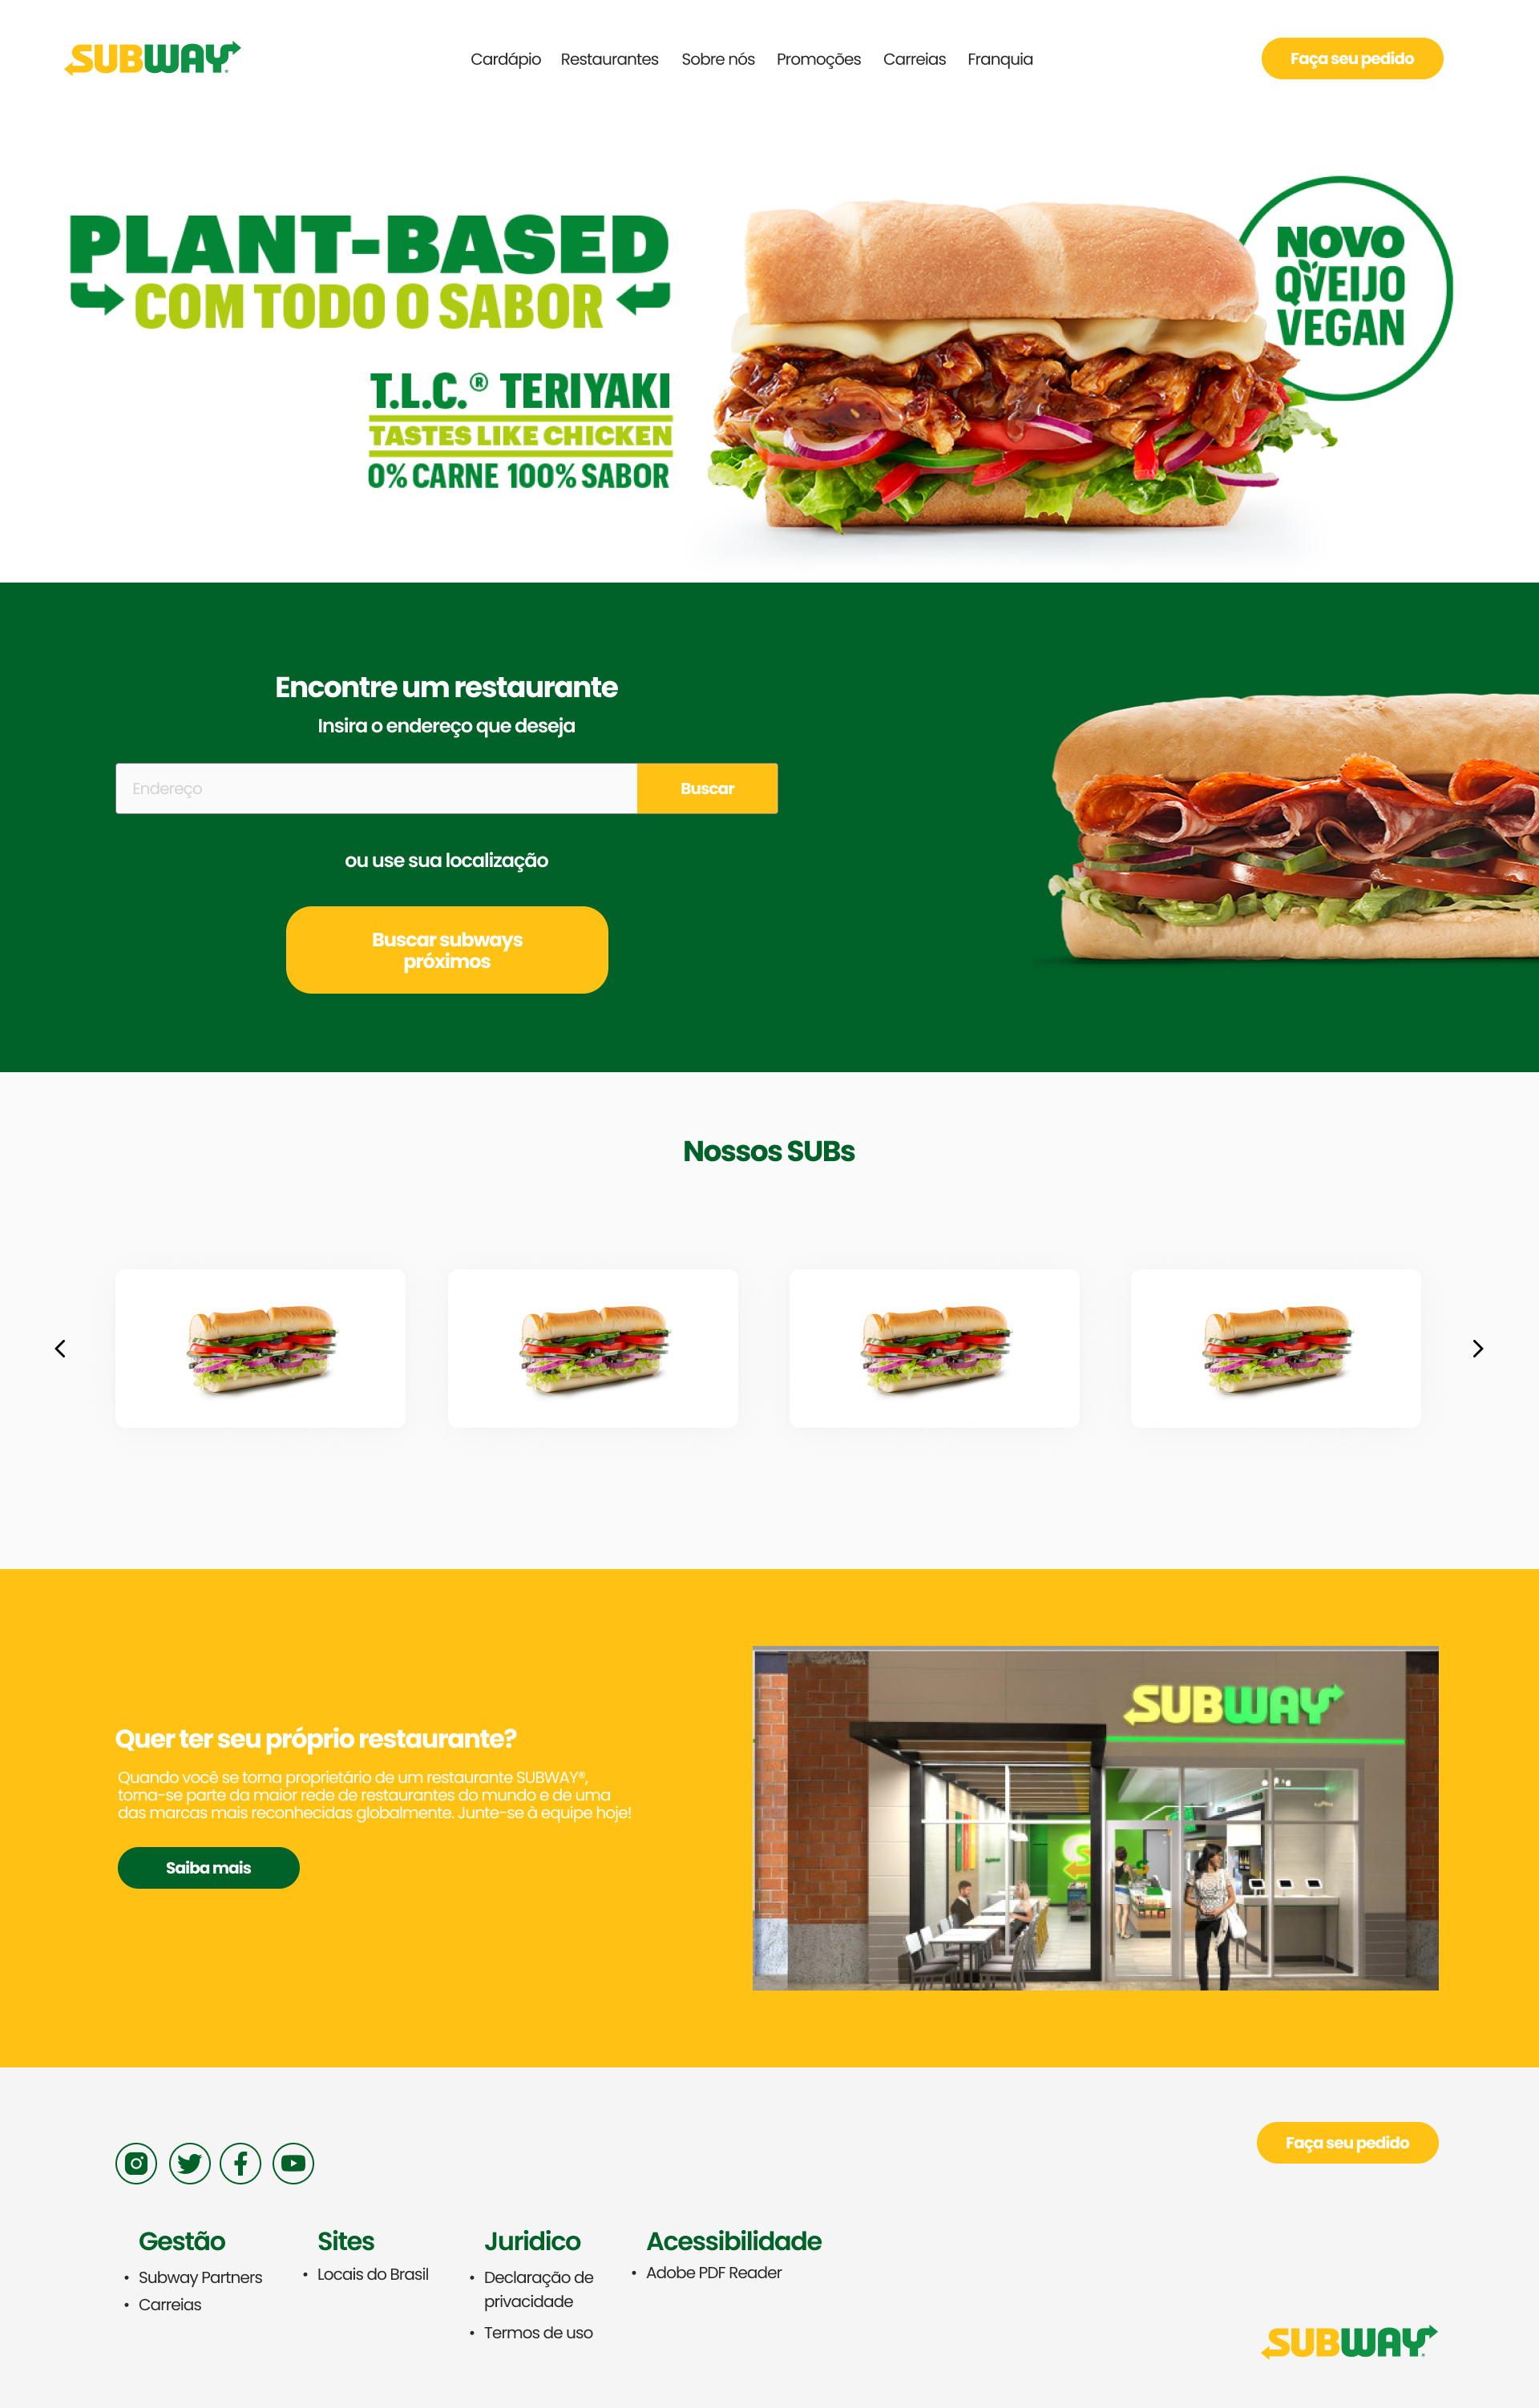 SUBWAY
Cardápio
Restaurantes
Sobre nós
Promoções
Carreias
Franquia
Faça seu pedido
PLANT-BASED
COM TODO O SABOR
T.L.C.® TERIYAKI
TASTES LIKE CHICKEN
0% CARNE 100% SABOR
NOVO
QVEIJO
VEGAN
Encontre um restaurante
Insira o endereço que deseja
Endereço
Buscar
ou use sua localização
Buscar subways
próximos
Nossos SUBs
Quer ter seu próprio restaurante?
Quando você se torna proprietário de um restaurante SUBWAY®,
torna-se parte da maior rede de restaurantes do mundo e de uma
das marcas mais reconhecidas globalmente. Junte-se à equipe hoje!
Saiba mais
SUBWAY
Faça seu pedido
Gestão
• Subway Partners
• Carreias
Sites
• Locais do Brasil
Juridico
• Declaração de
privacidade
• Termos de uso
Acessibilidade
• Adobe PDF Reader
SUBWAY